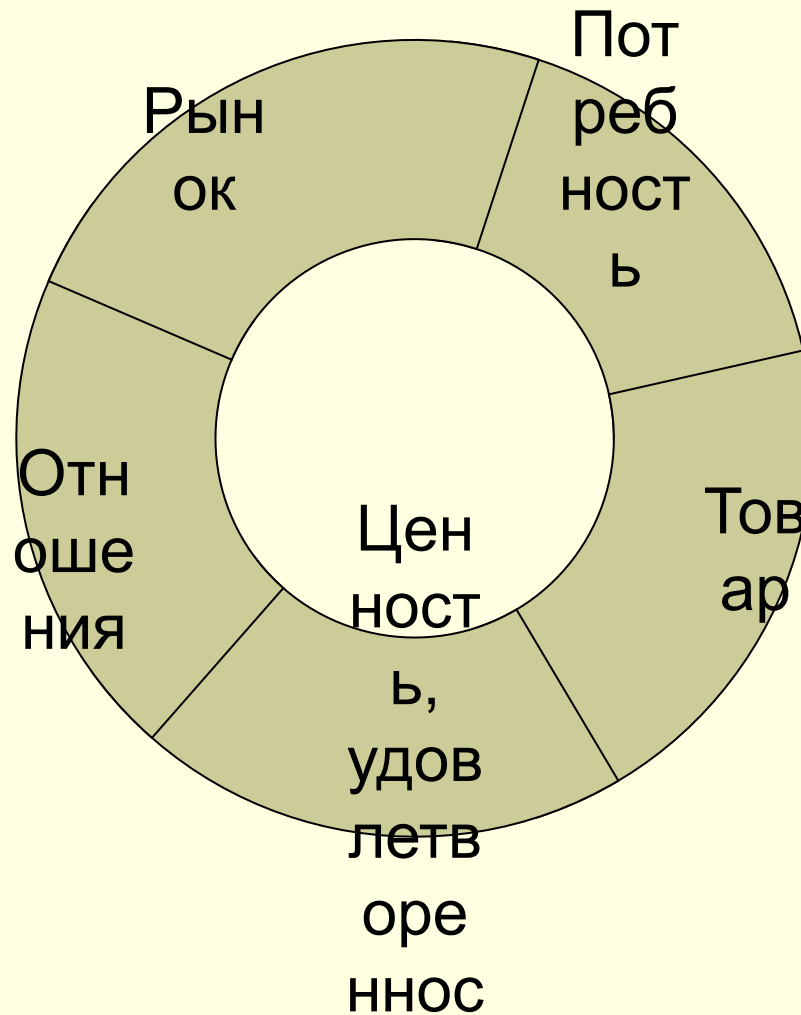 Пот
реб
ност
ь
Тов
ар
Цен
ност
ь,
удов
летв
оре
ннос
Отн
оше
ния
Рын
ок